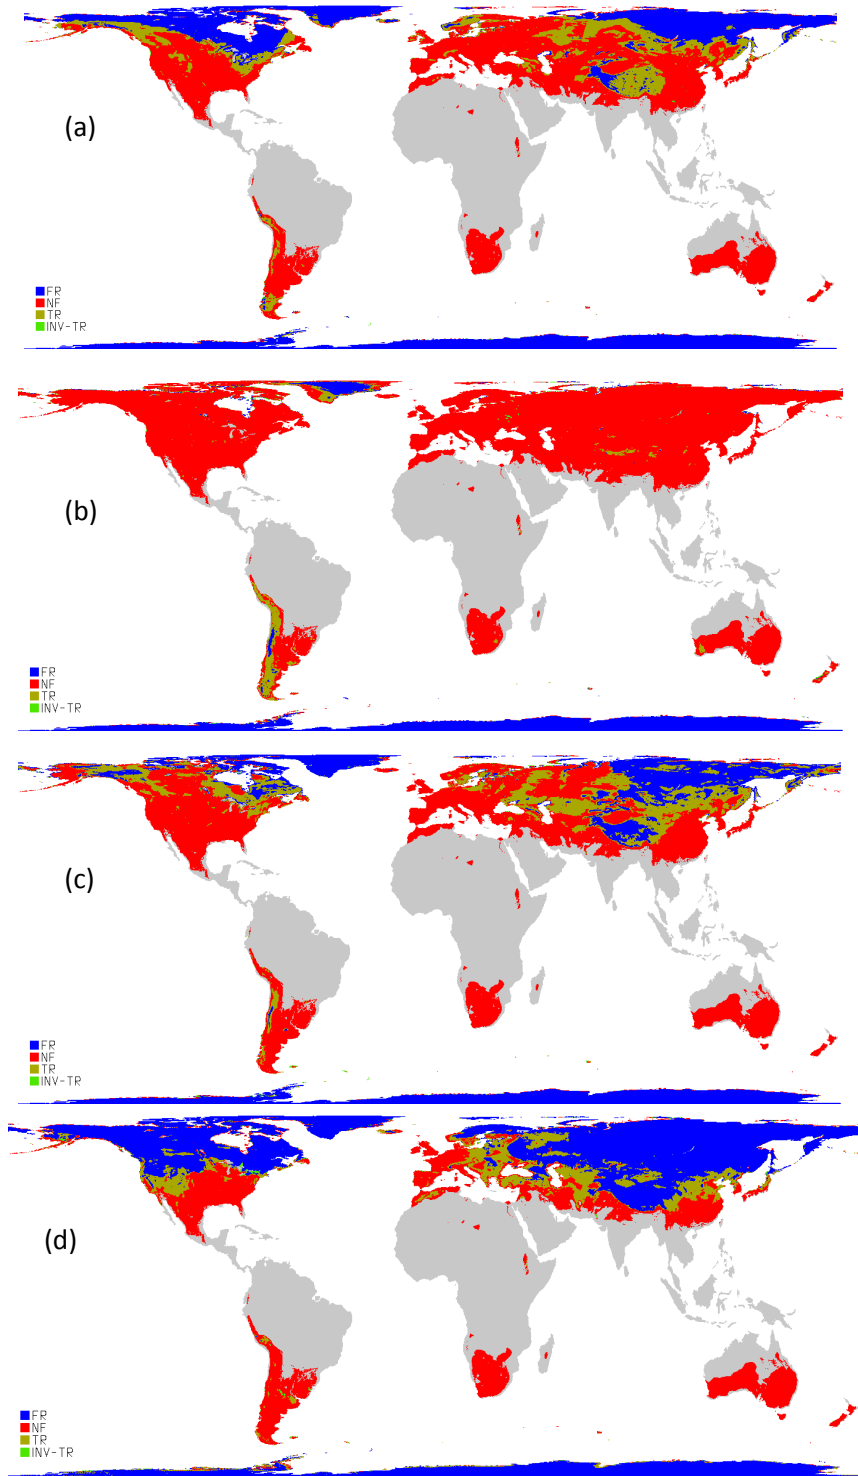 (a)
FR
NF
TR
INV-TR
(b)
FR
NF
TR
INV-TR
(c)
FR
NF
TR
INV-TR
(d)
FR
NF
TR
INV-TR